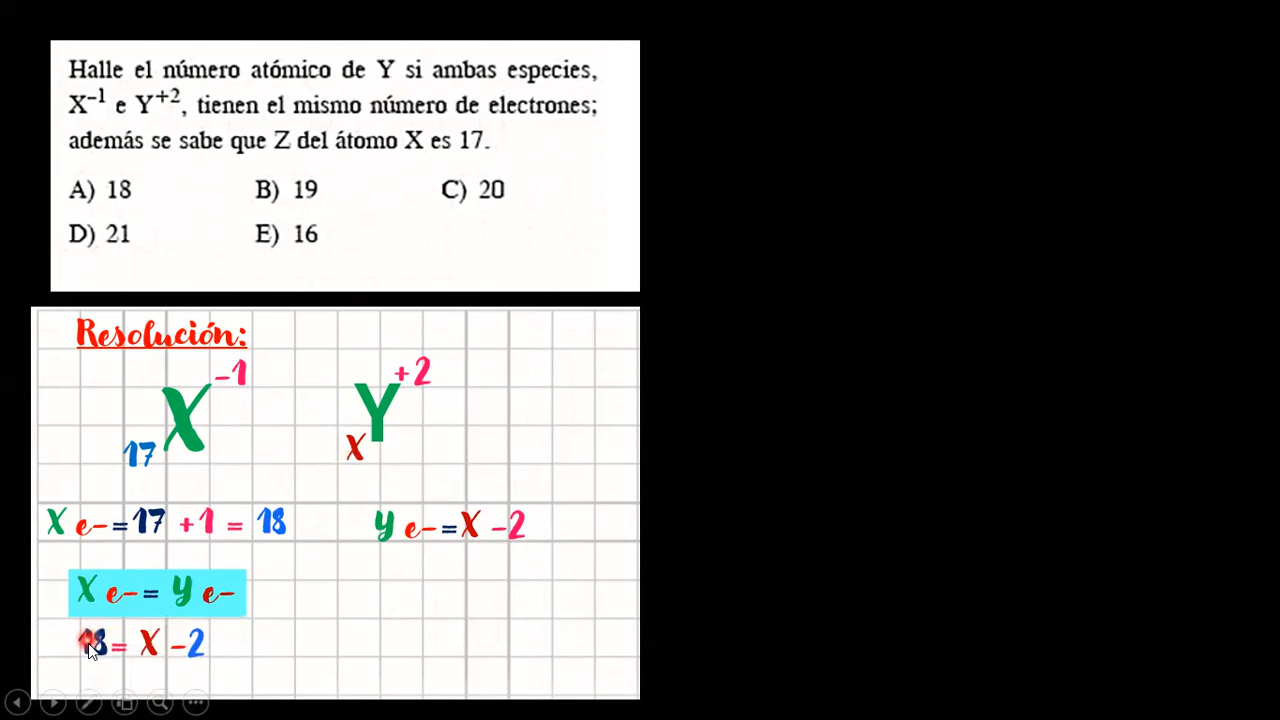 Halle el número atómico de Y si ambas especies,
X⁻¹ e Y⁺², tienen el mismo número de electrones;
además se sabe que Z del átomo X es 17.
A) 18 B) 19 C) 20
D) 21 E) 16
Resolución:
₁₇X⁻¹ ₓY⁺²
X e- = 17 + 1 = 18 Y e- = X - 2
X e- = Y e-
18 = X - 2